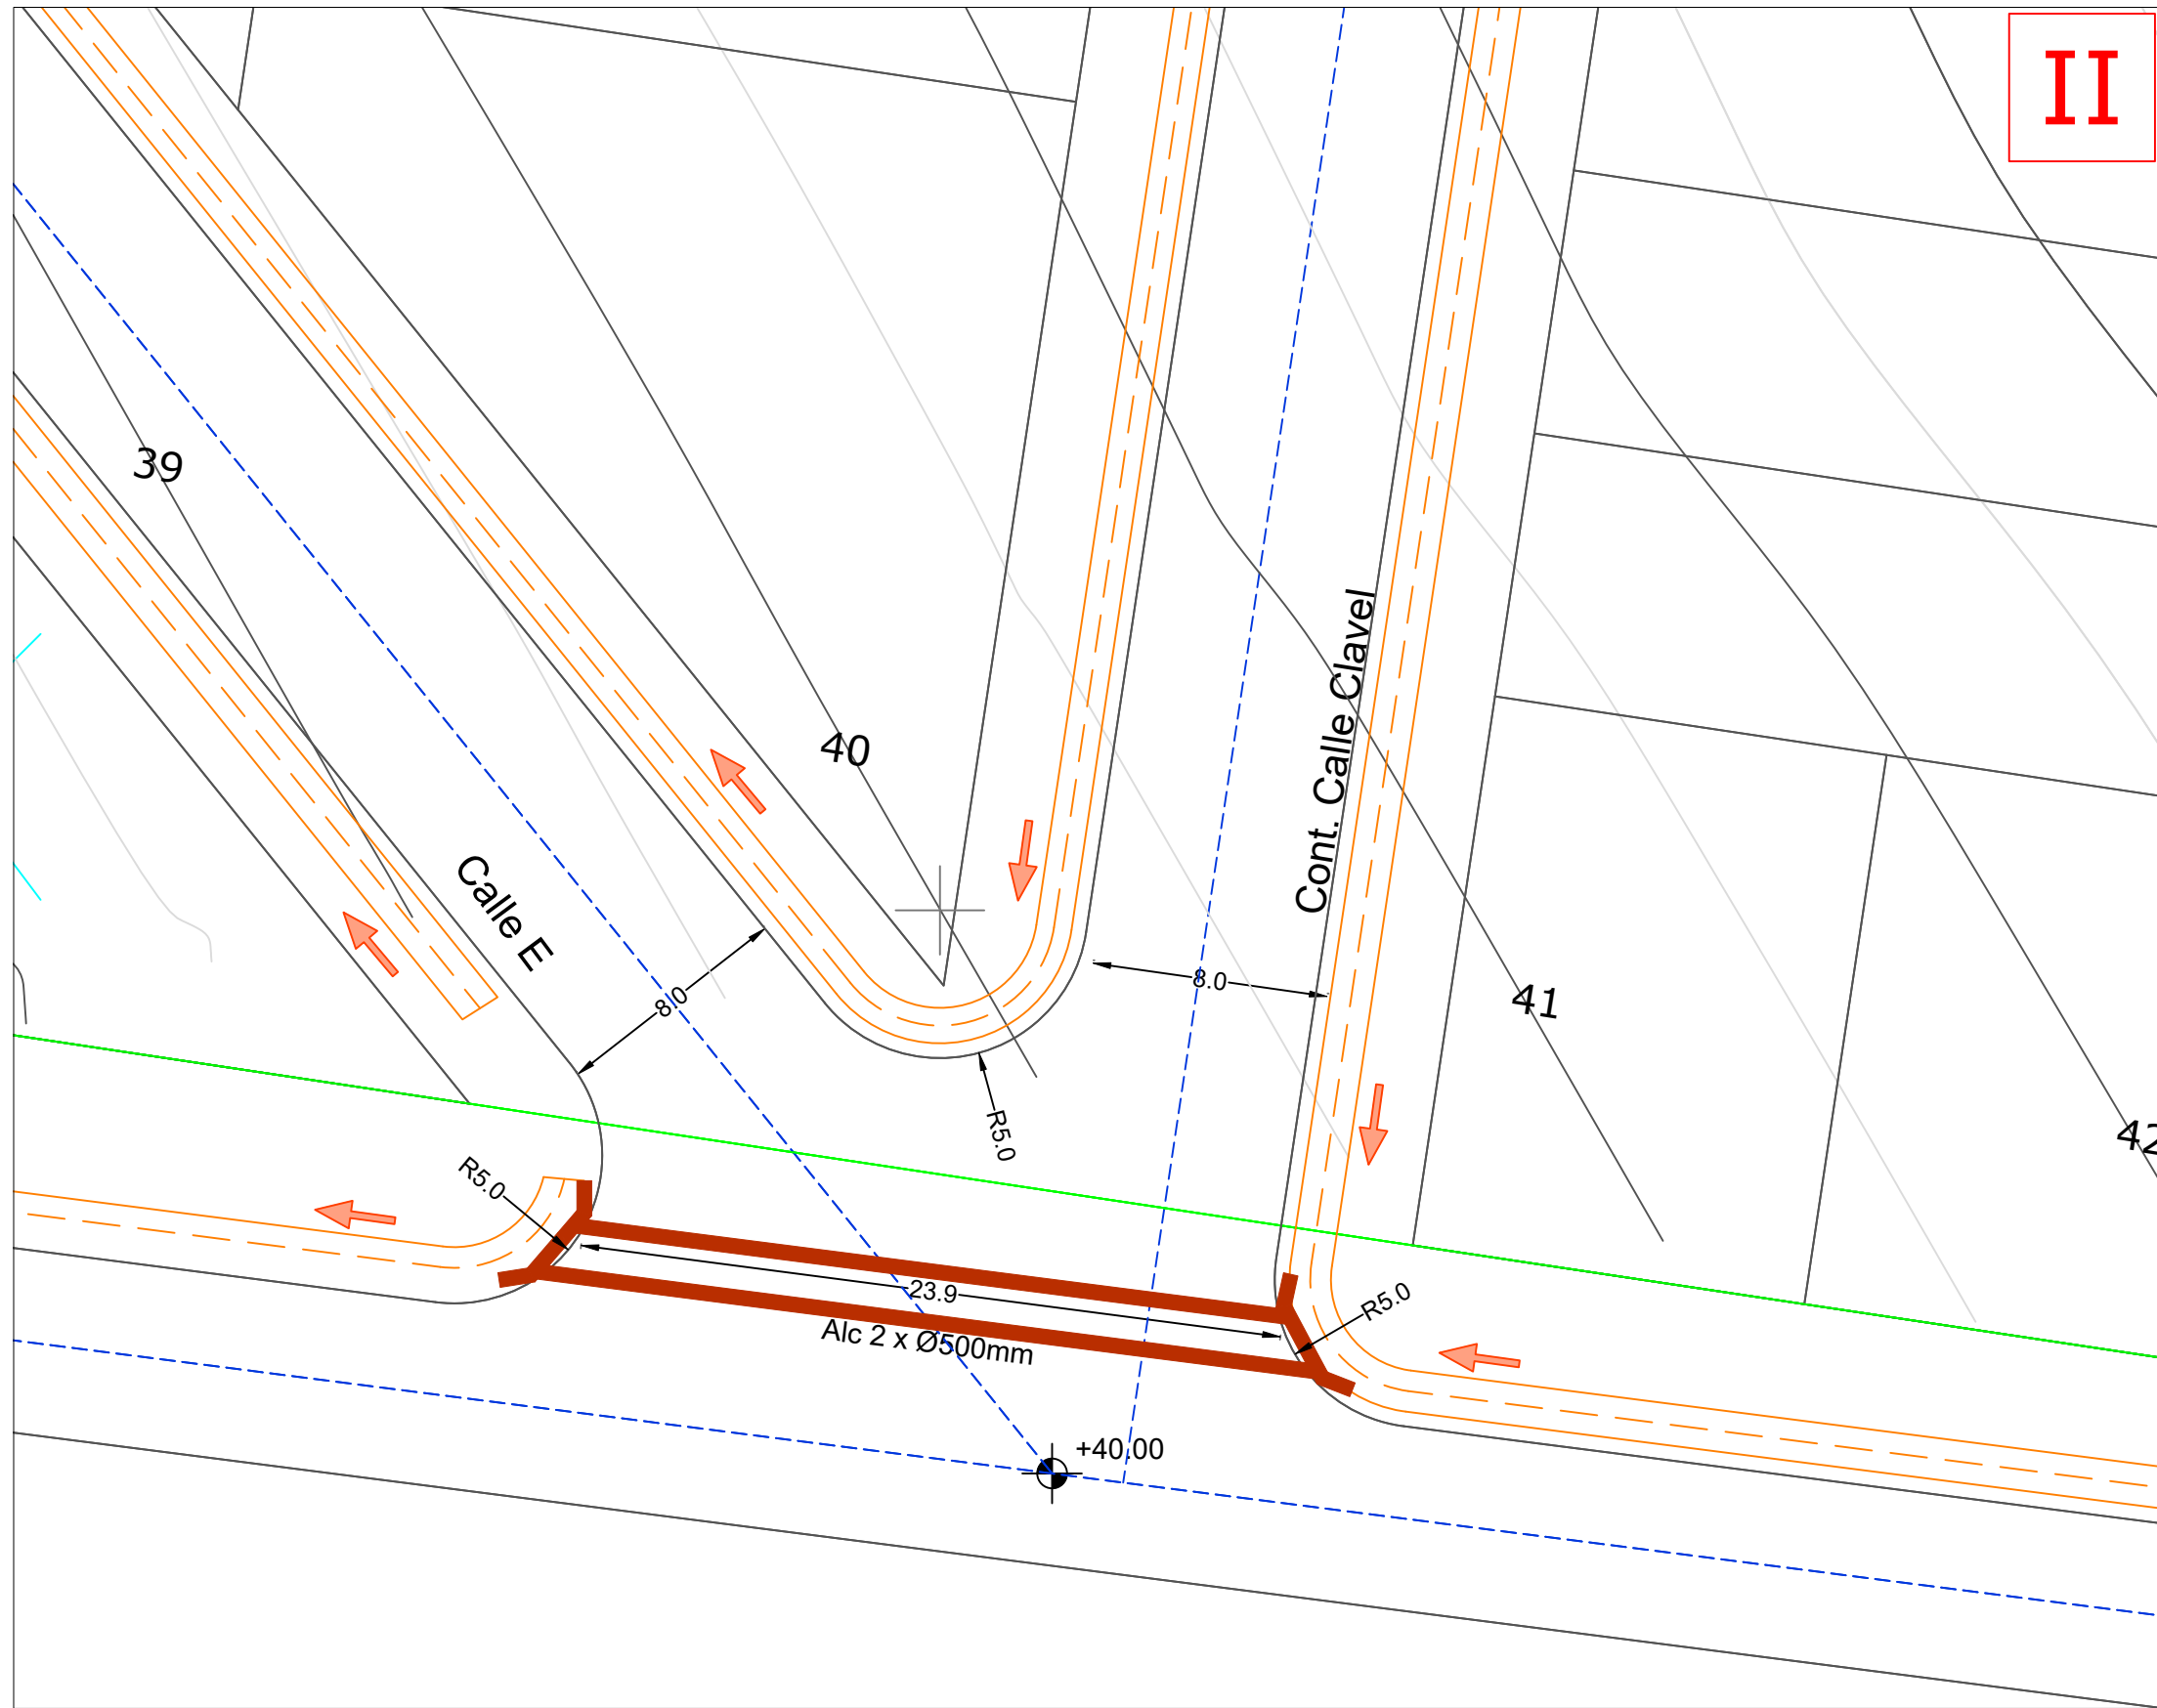 II
39
40
Cont. Calle Clavel
Calle E
8.0
8.0
41
R5.0
42
R5.0
23.9
R5.0
Alc 2 x Ø500mm
+40.00